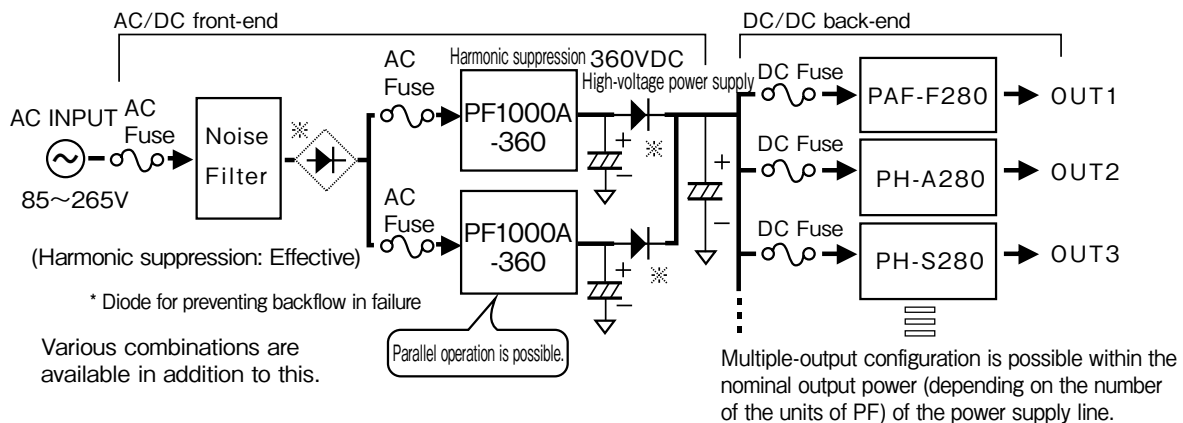 AC/DC front-end
DC/DC back-end
AC INPUT
85～265V
AC
Fuse
Noise
Filter
※
AC
Fuse
Harmonic suppression
PF1000A
-360
360VDC
High-voltage power supply
+
−
※
AC
Fuse
PF1000A
-360
+
−
※
+
−
DC Fuse
PAF-F280
OUT1
DC Fuse
PH-A280
OUT2
DC Fuse
PH-S280
OUT3
(Harmonic suppression: Effective)
* Diode for preventing backflow in failure
Various combinations are
available in addition to this.
Parallel operation is possible.
Multiple-output configuration is possible within the
nominal output power (depending on the number
of the units of PF) of the power supply line.